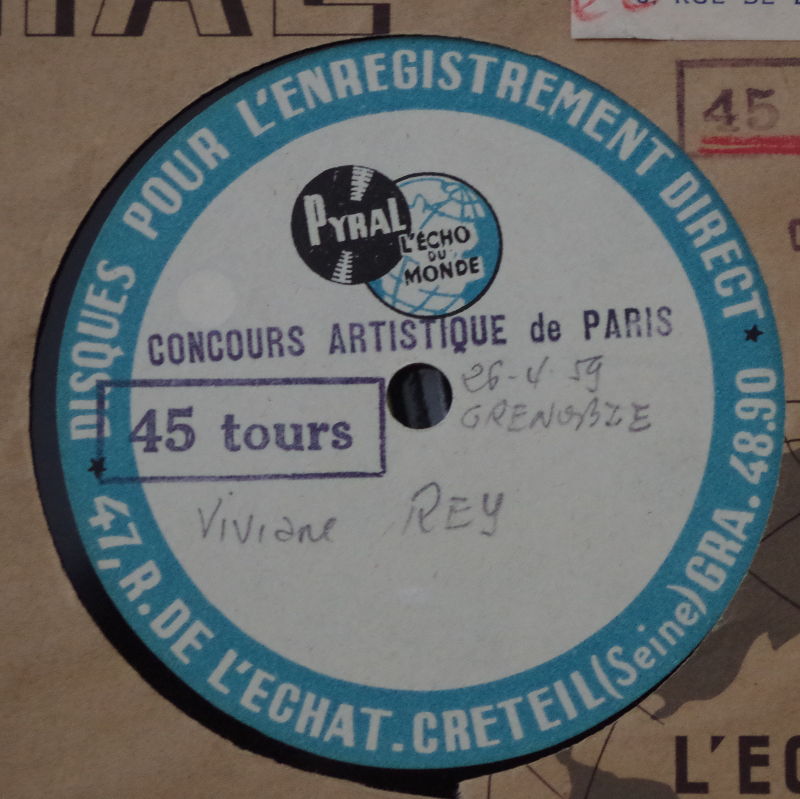 DISQUES POUR L'ENREGISTREMENT DIRECT
45
PYRAL
L'ÉCHO
DU
MONDE
CONCOURS ARTISTIQUE de PARIS
26-4-59
GRENOBLE
45 tours
Viviane REY
47, R. DE L'ECHAT. CRETEIL (Seine) GRA. 48.90